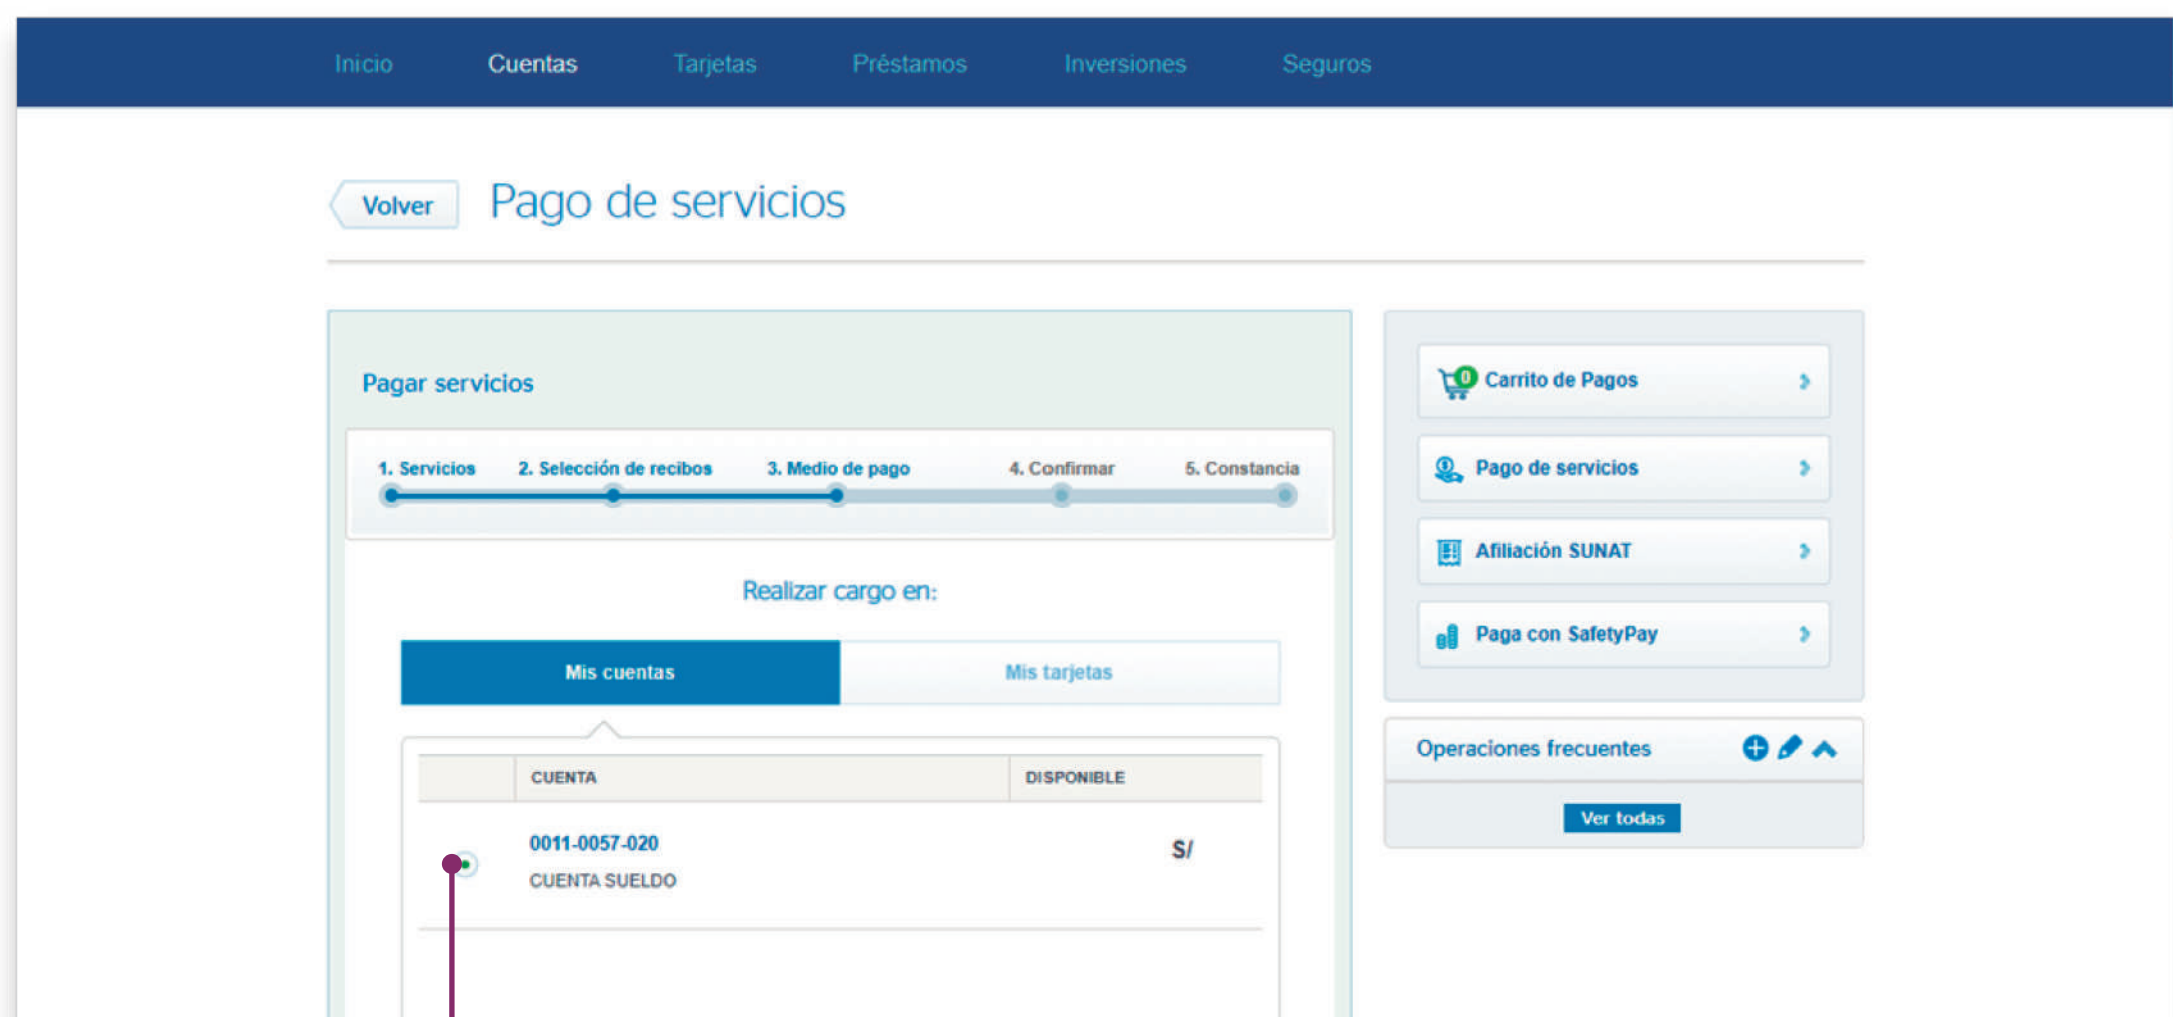 Inicio Cuentas Tarjetas Préstamos Inversiones Seguros
Volver Pago de servicios
Pagar servicios
1. Servicios 2. Selección de recibos 3. Medio de pago 4. Confirmar 5. Constancia
Realizar cargo en:
Mis cuentas Mis tarjetas
CUENTA DISPONIBLE
0011-0057-020 S/
CUENTA SUELDO
0 Carrito de Pagos
Pago de servicios
Afiliación SUNAT
Paga con SafetyPay
Operaciones frecuentes
Ver todas